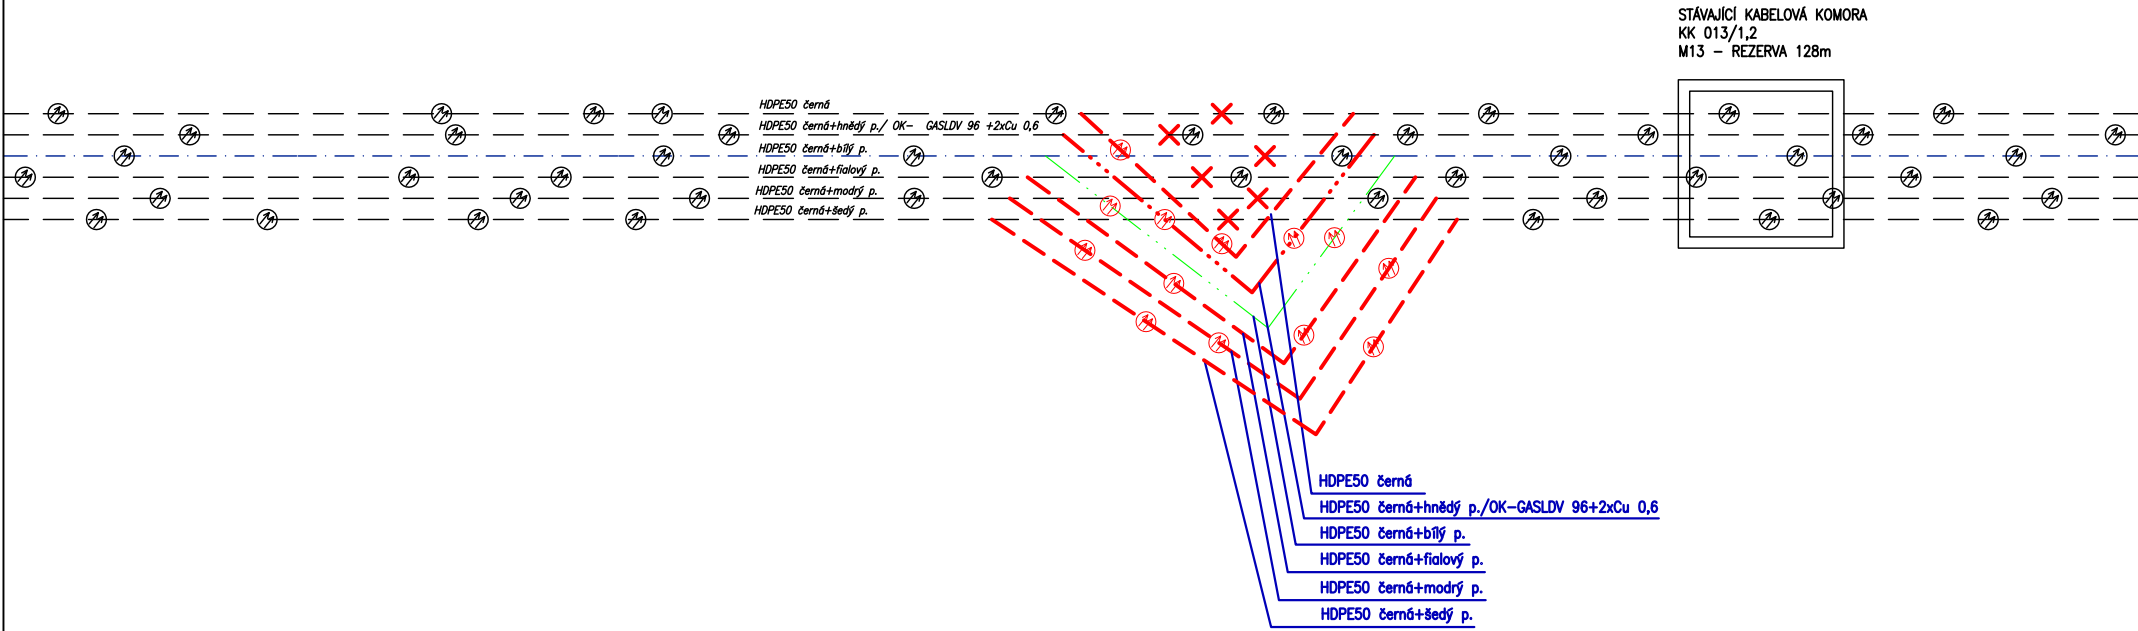 STÁVAJÍCÍ KABELOVÁ KOMORA
KK 013/1,2
M13 - REZERVA 128m
HDPE50 černá
HDPE50 černá+hnědý p./ OK- GASLDV 96 +2xCu 0,6
HDPE50 černá+bílý p.
HDPE50 černá+fialový p.
HDPE50 černá+modrý p.
HDPE50 černá+šedý p.
HDPE50 černá
HDPE50 černá+hnědý p./OK-GASLDV 96+2xCu 0,6
HDPE50 černá+bílý p.
HDPE50 černá+fialový p.
HDPE50 černá+modrý p.
HDPE50 černá+šedý p.